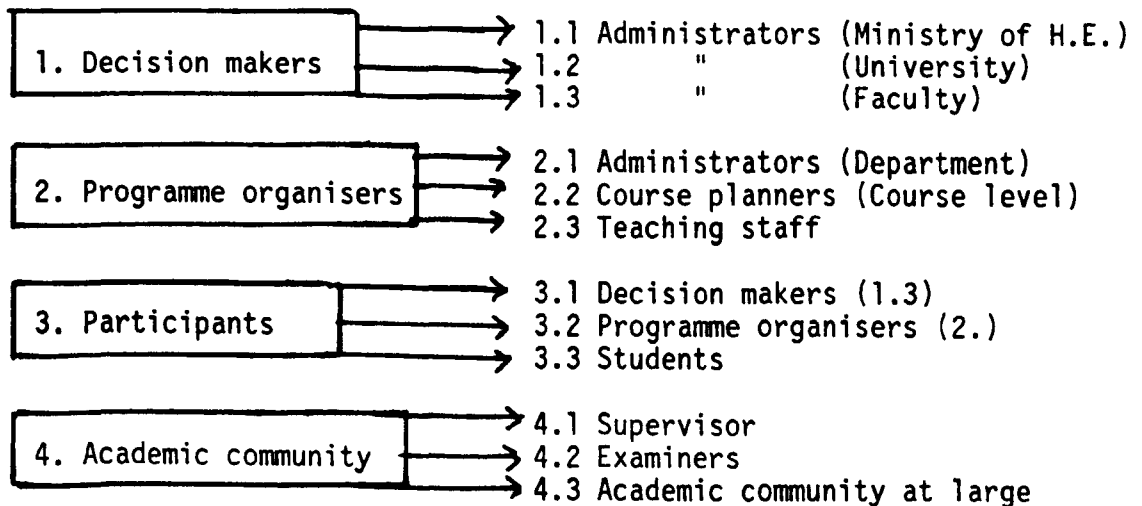 1. Decision makers
1.1 Administrators (Ministry of H.E.)
1.2 " (University)
1.3 " (Faculty)
2. Programme organisers
2.1 Administrators (Department)
2.2 Course planners (Course level)
2.3 Teaching staff
3. Participants
3.1 Decision makers (1.3)
3.2 Programme organisers (2.)
3.3 Students
4. Academic community
4.1 Supervisor
4.2 Examiners
4.3 Academic community at large